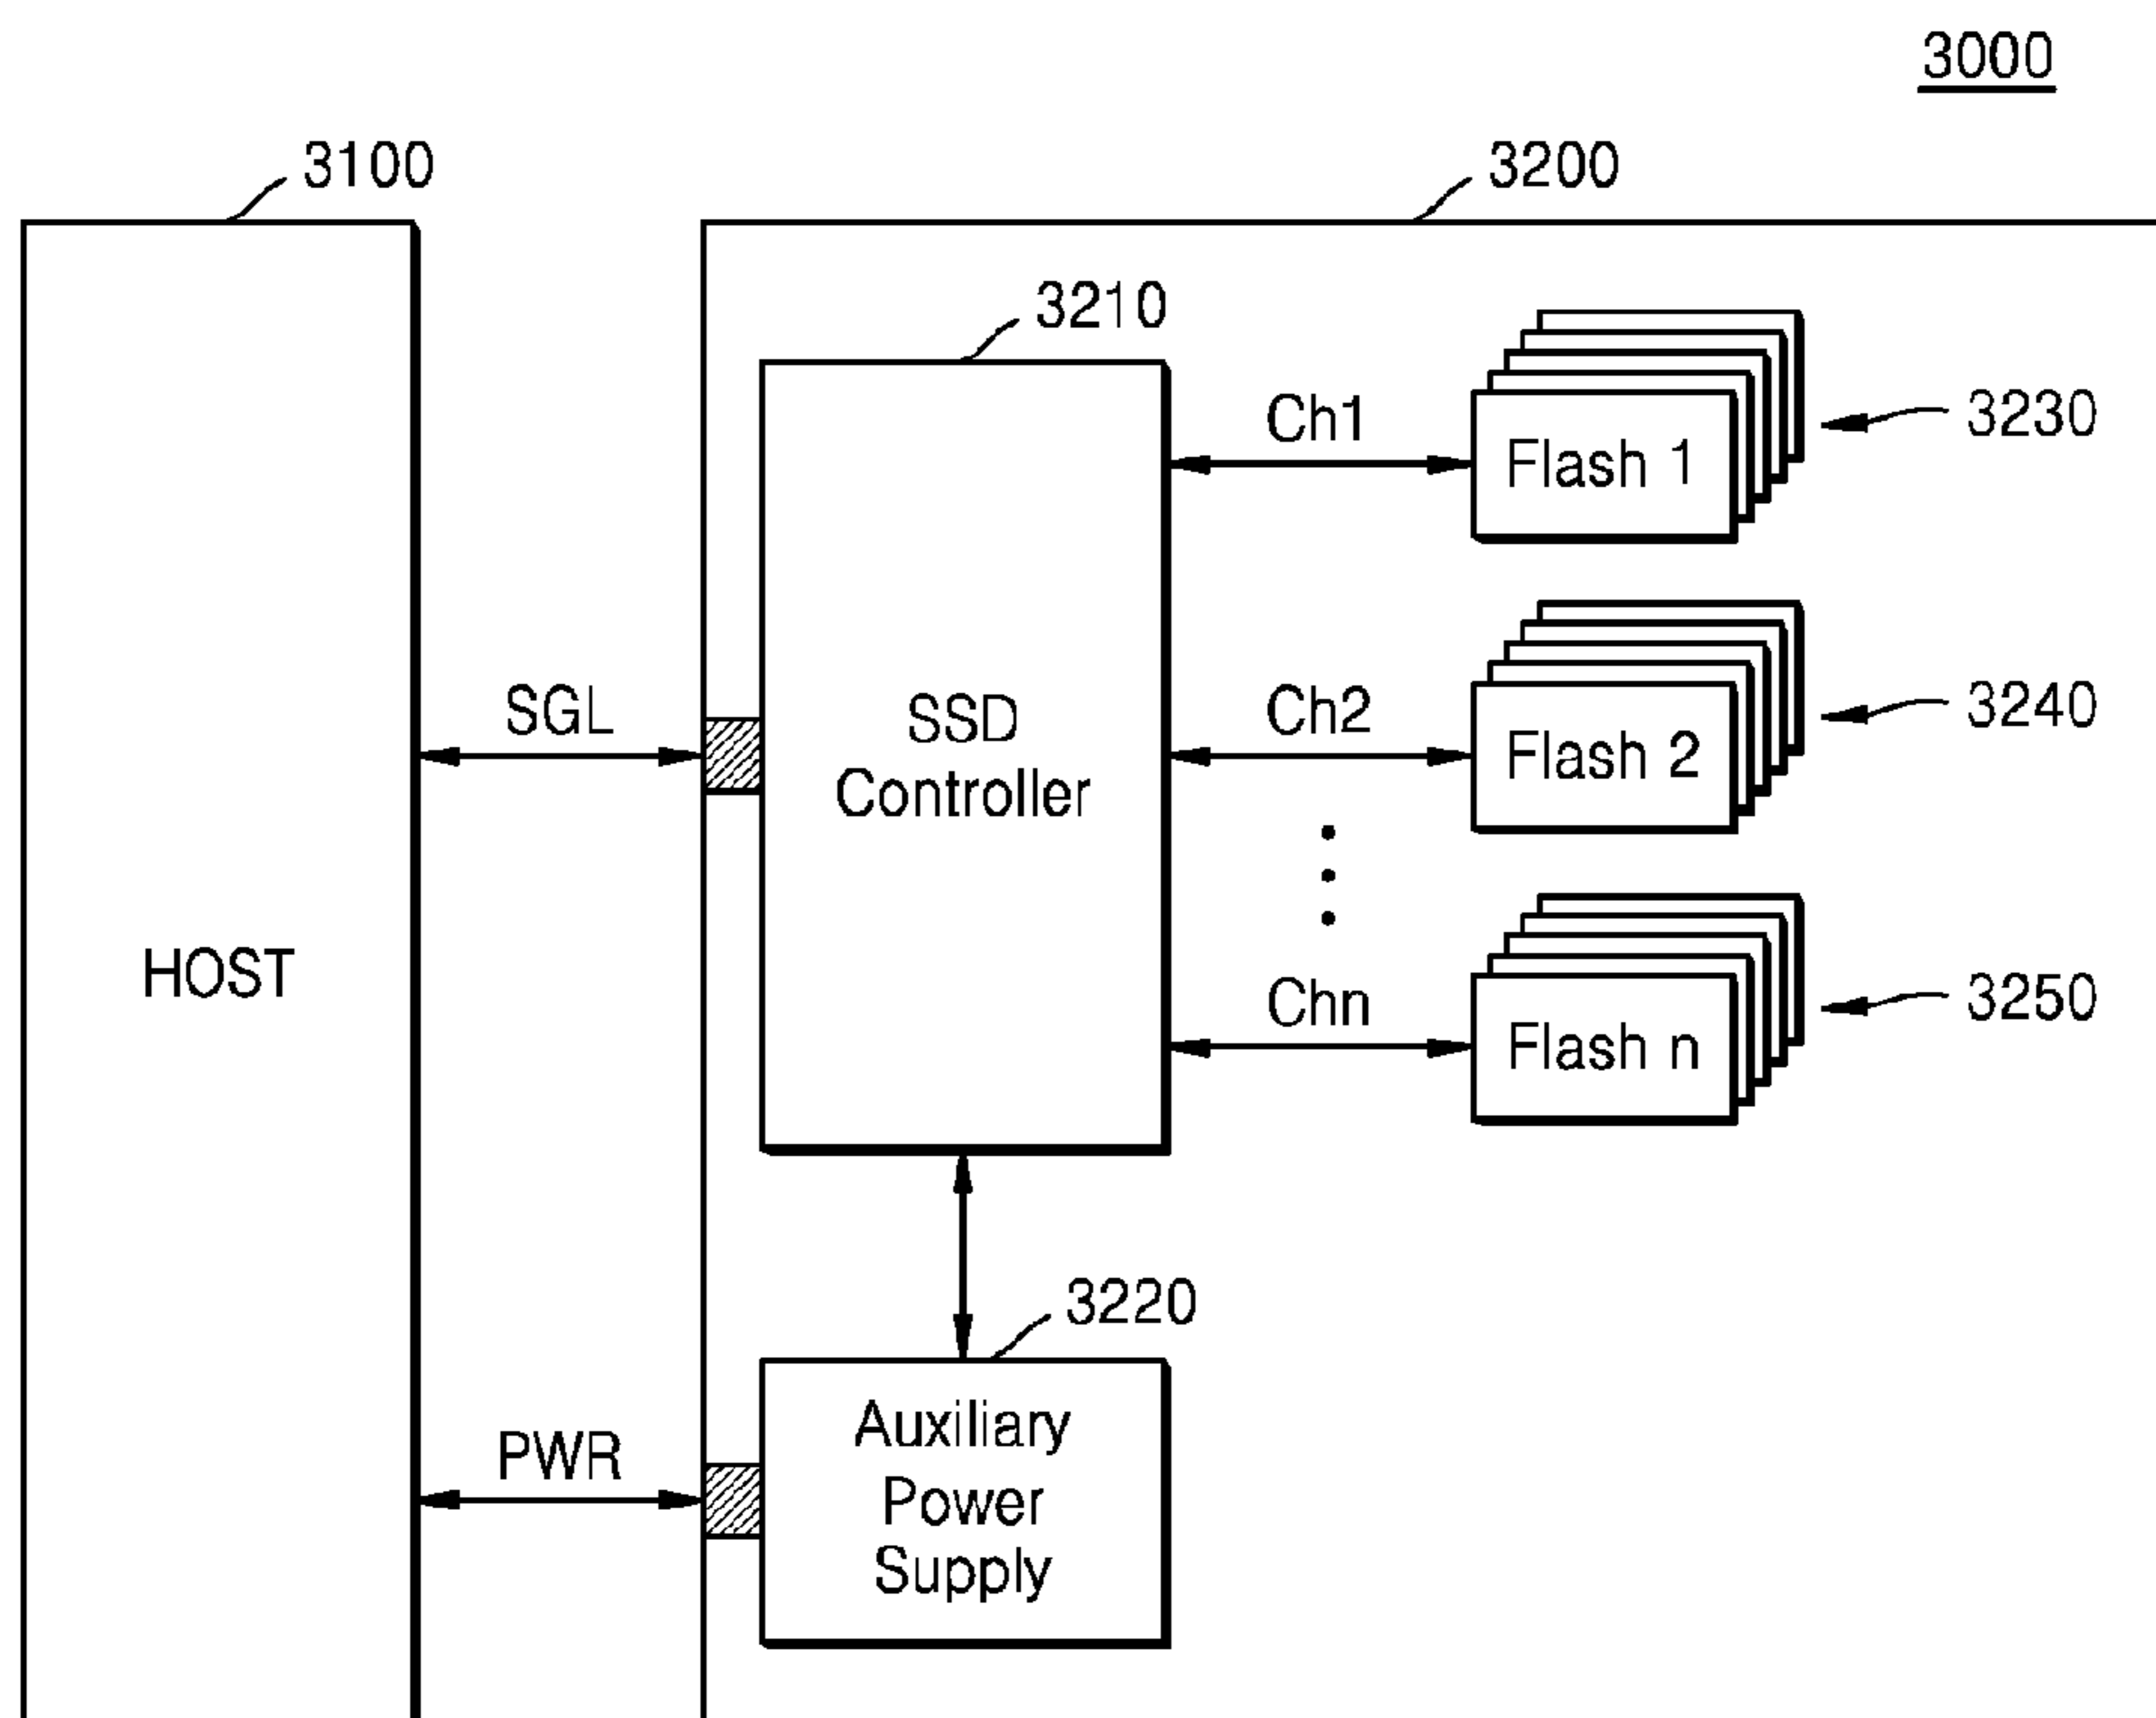 3000
3100
3200
3210
Ch1
Flash 1
3230
SGL
SSD
Controller
Ch2
Flash 2
3240
HOST
Chn
Flash n
3250
3220
PWR
Auxiliary
Power
Supply